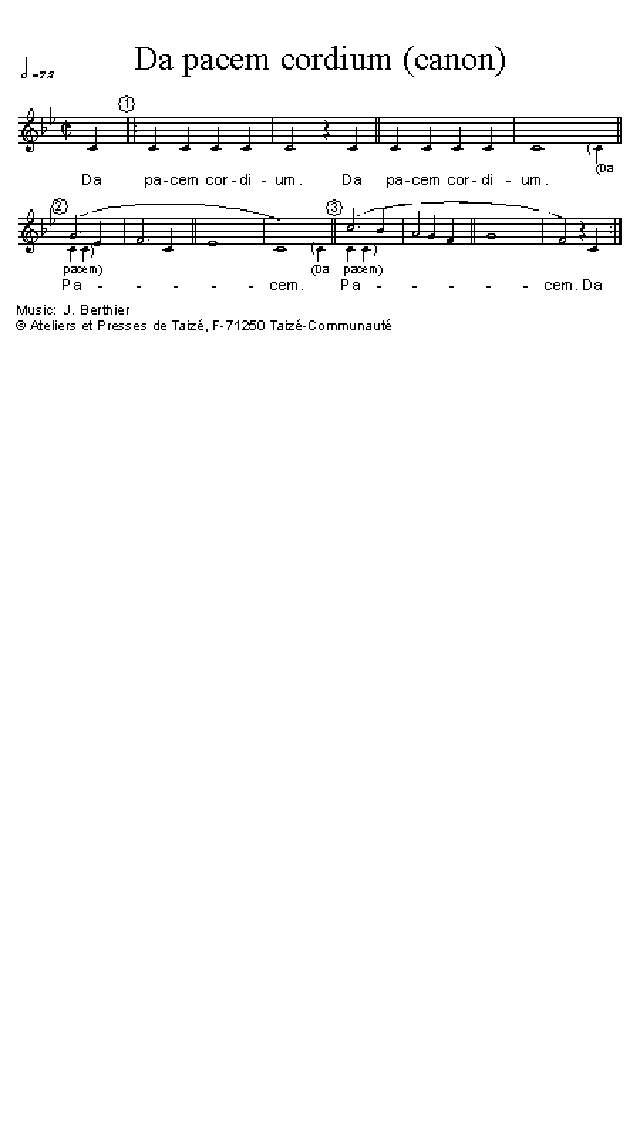 Da pacem cordium (canon)
=73
1
Da pa-cem cor-di - um. Da pa-cem cor-di - um.
(Da
2 3
pacem) (Da pacem)
Pa - - - - - cem. Pa - - - - - cem. Da
Music: J. Berthier
© Ateliers et Presses de Taizé, F-71250 Taizé-Communauté